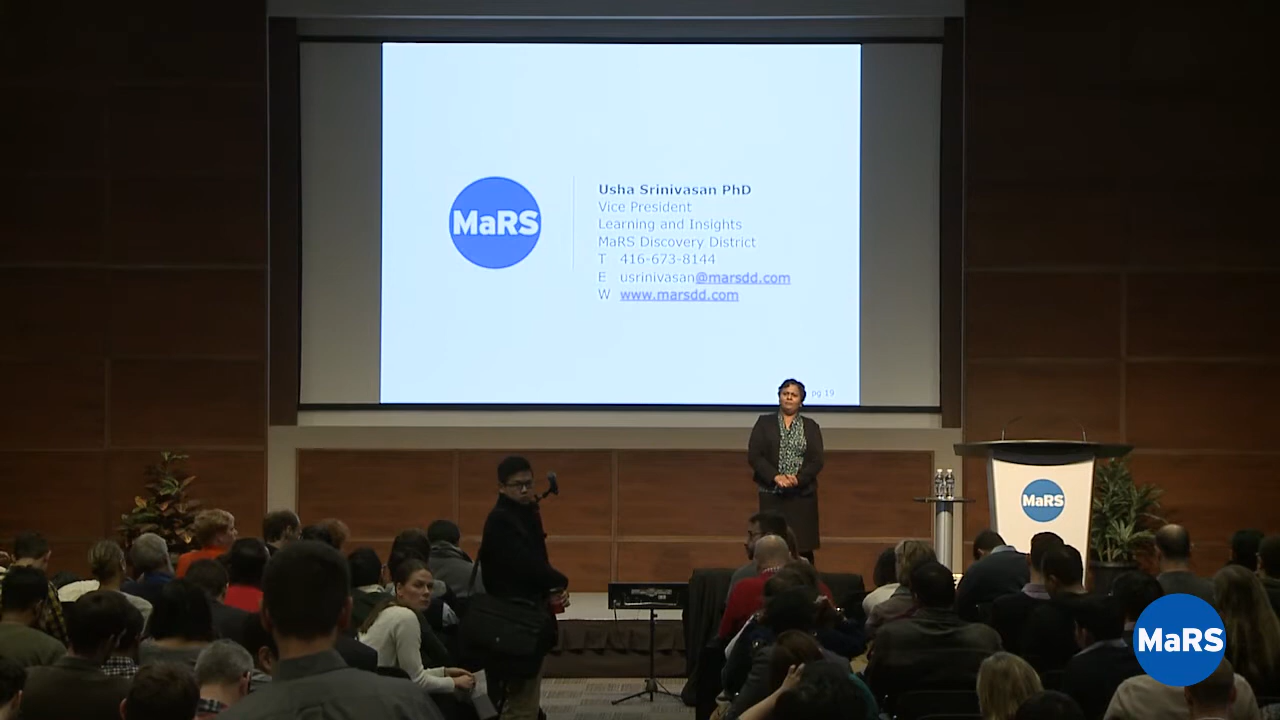 MaRS
Usha Srinivasan PhD
Vice President
Learning and Insights
MaRS Discovery District
T 416-673-8144
E usrinivasan@marsdd.com
W www.marsdd.com
pg 19
MaRS
MaRS